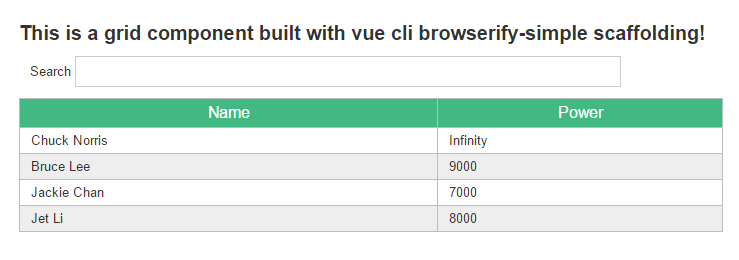 This is a grid component built with vue cli browserify-simple scaffolding!
Search
Name Power
Chuck Norris Infinity
Bruce Lee 9000
Jackie Chan 7000
Jet Li 8000